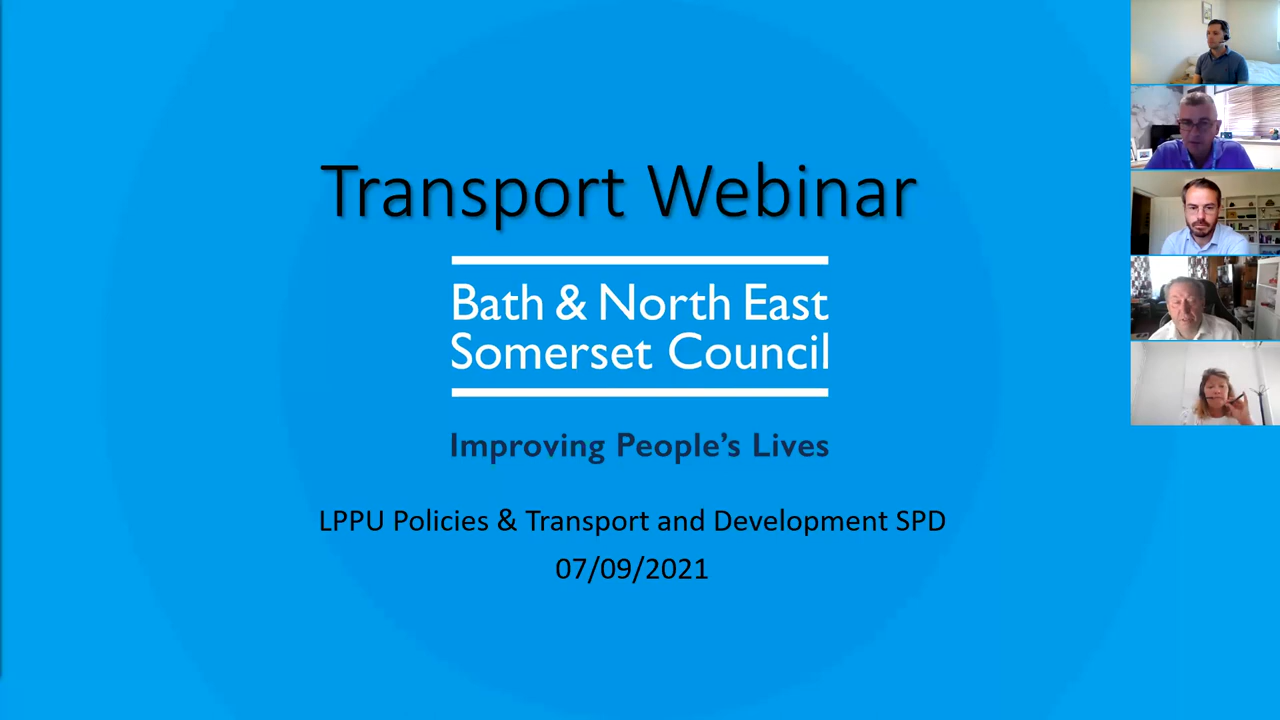 Transport Webinar
Bath & North East
Somerset Council
Improving People's Lives
LPPU Policies & Transport and Development SPD
07/09/2021